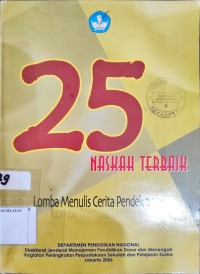 25
NASKAH TERBAIK
Lomba Menulis Cerita Pendek
DEPARTEMEN PENDIDIKAN NASIONAL
Direktorat Jenderal Manajemen Pendidikan Dasar dan Menengah
Kegiatan Peningkatan Perpustakaan Sekolah dan Pelajaran Sastra
Jakarta 2006